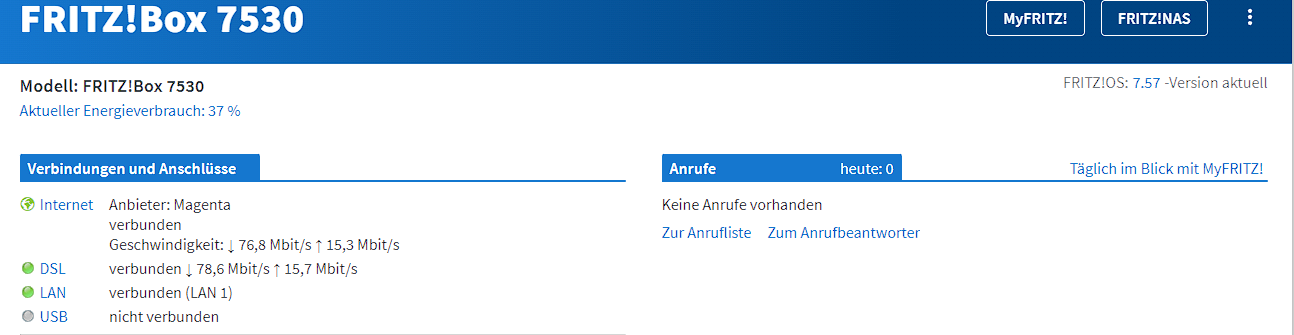 FRITZ!Box 7530
MyFRITZ!
FRITZ!NAS
Modell: FRITZ!Box 7530
FRITZ!OS: 7.57 -Version aktuell
Aktueller Energieverbrauch: 37 %
Verbindungen und Anschlüsse
Internet Anbieter: Magenta
verbunden
Geschwindigkeit: ↓ 76,8 Mbit/s ↑ 15,3 Mbit/s
DSL verbunden ↓ 78,6 Mbit/s ↑ 15,7 Mbit/s
LAN verbunden (LAN 1)
USB nicht verbunden
Anrufe heute: 0
Täglich im Blick mit MyFRITZ!
Keine Anrufe vorhanden
Zur Anrufliste Zum Anrufbeantworter